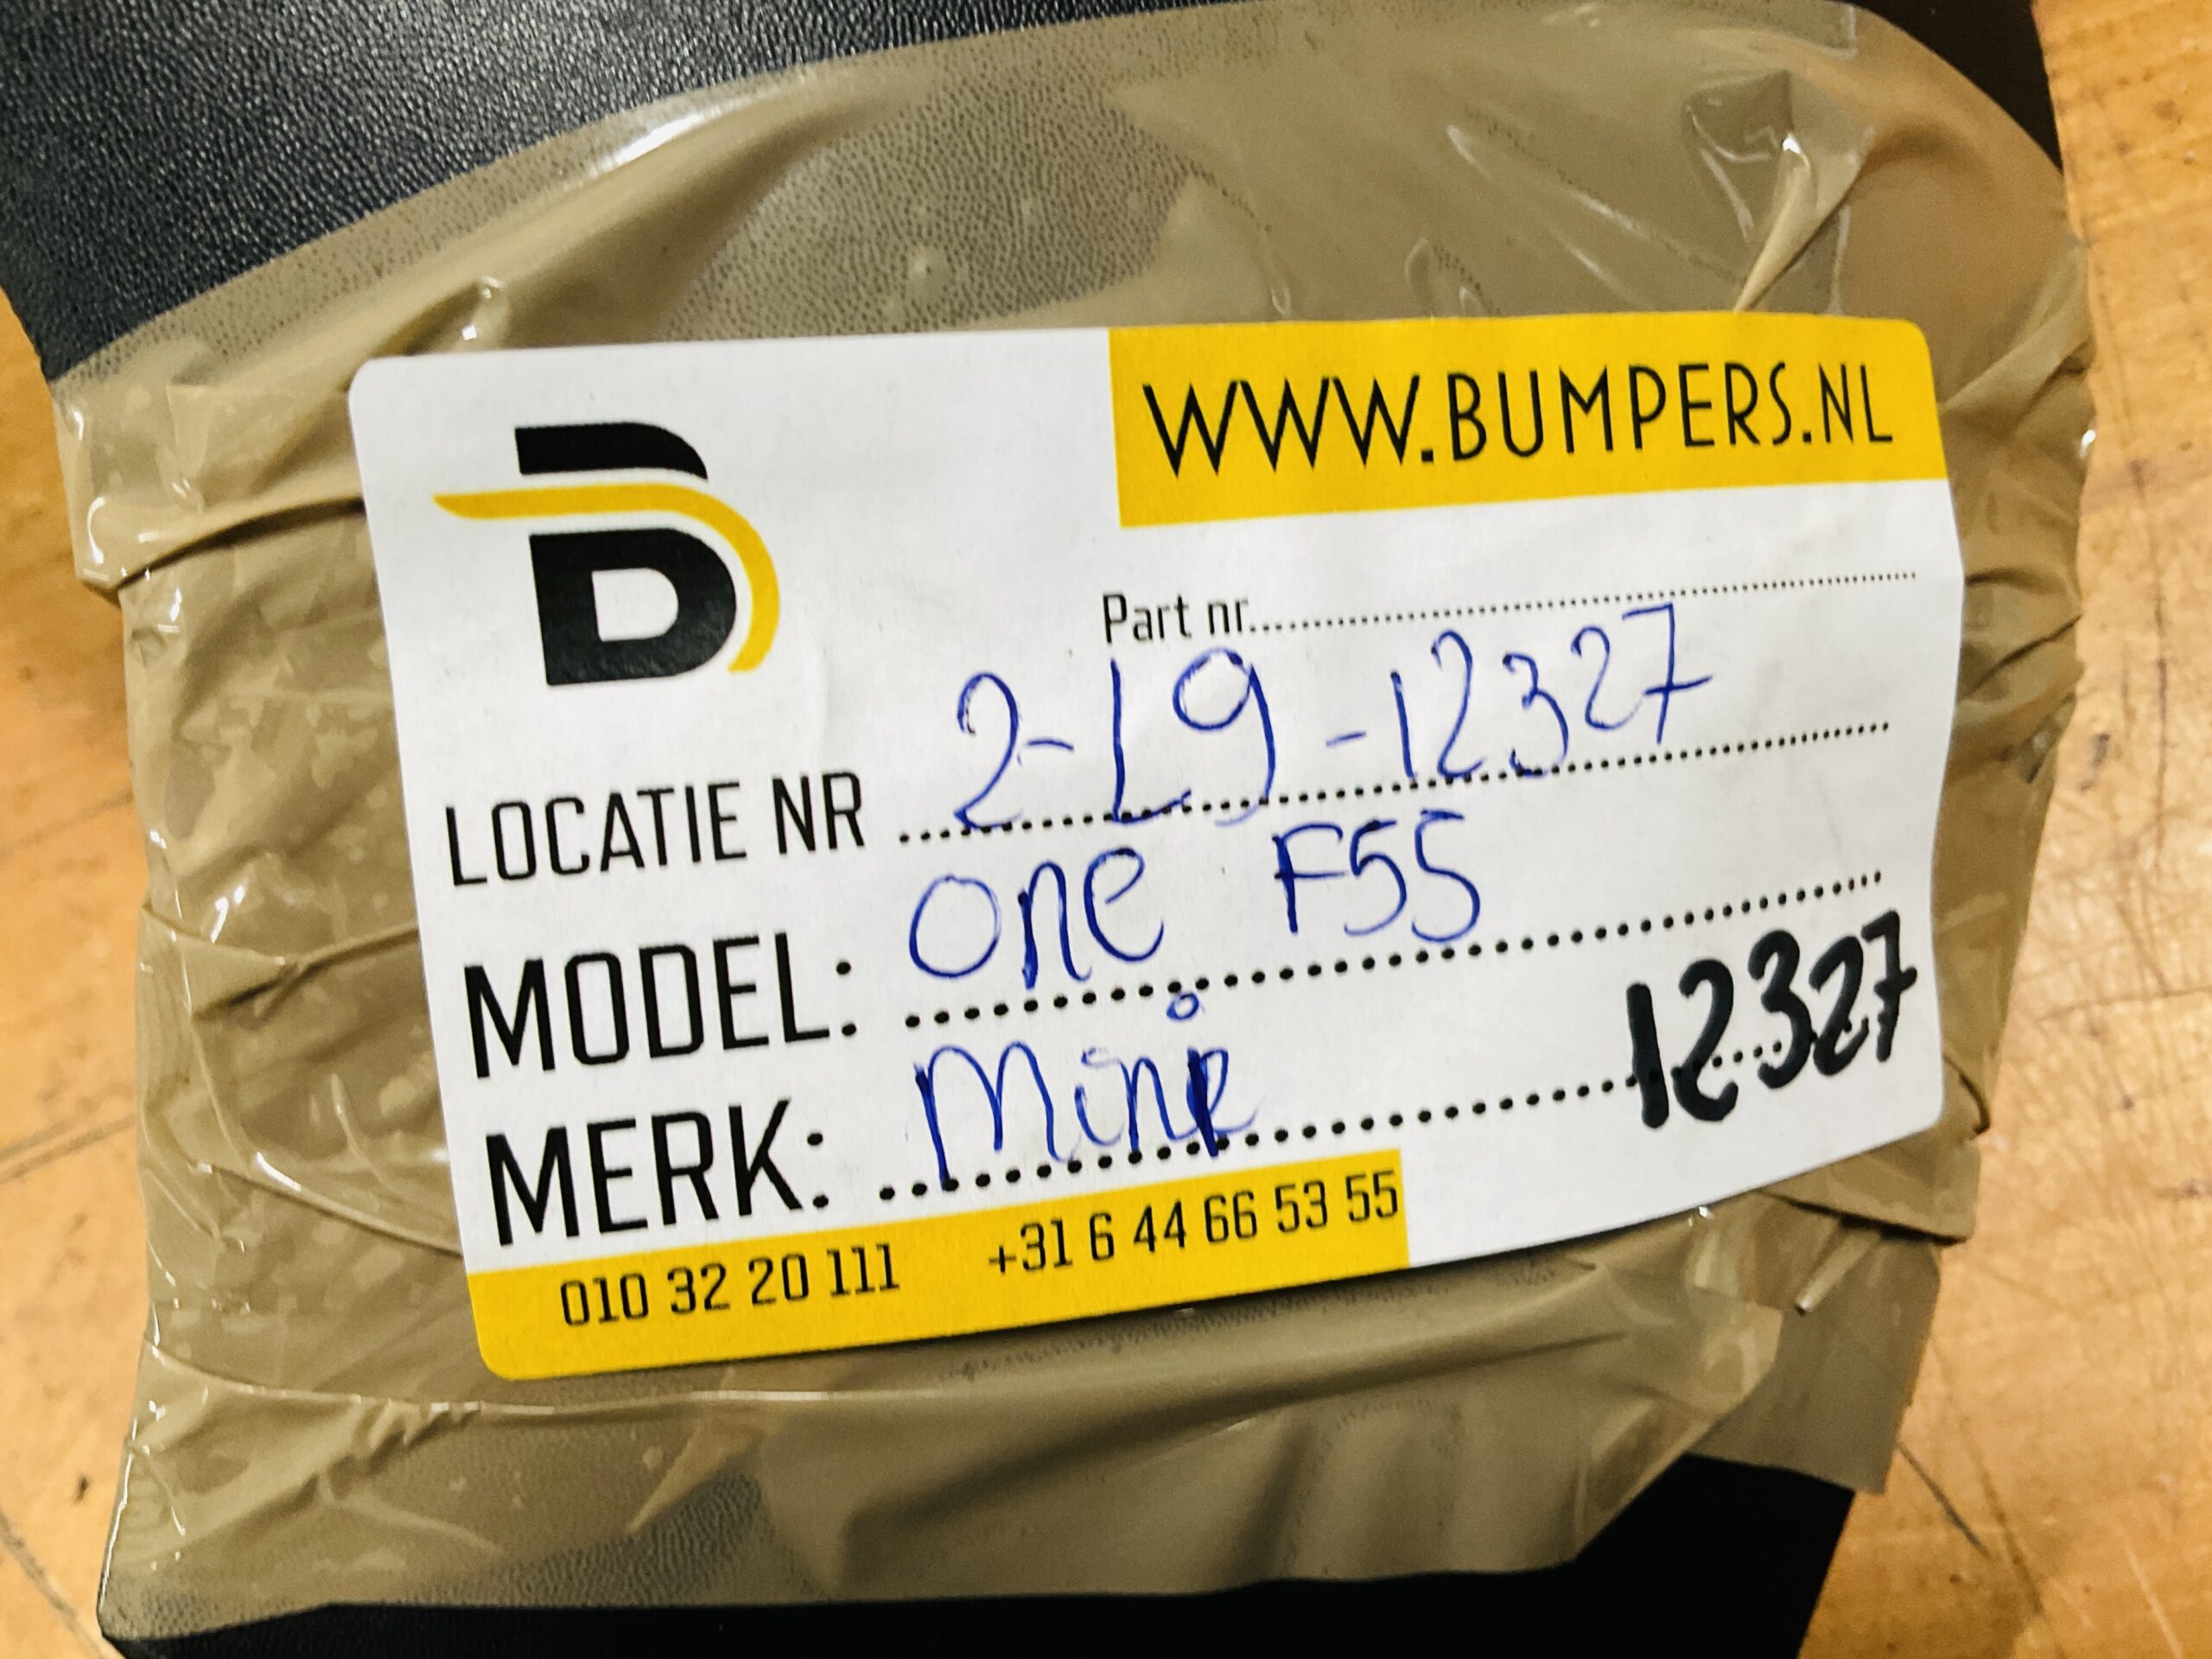 WWW.BUMPERS.NL
Part nr.
LOCATIE NR 2-L9-12327
MODEL: One F55
MERK: Mini
12327
010 32 20 111 +31 6 44 66 53 55